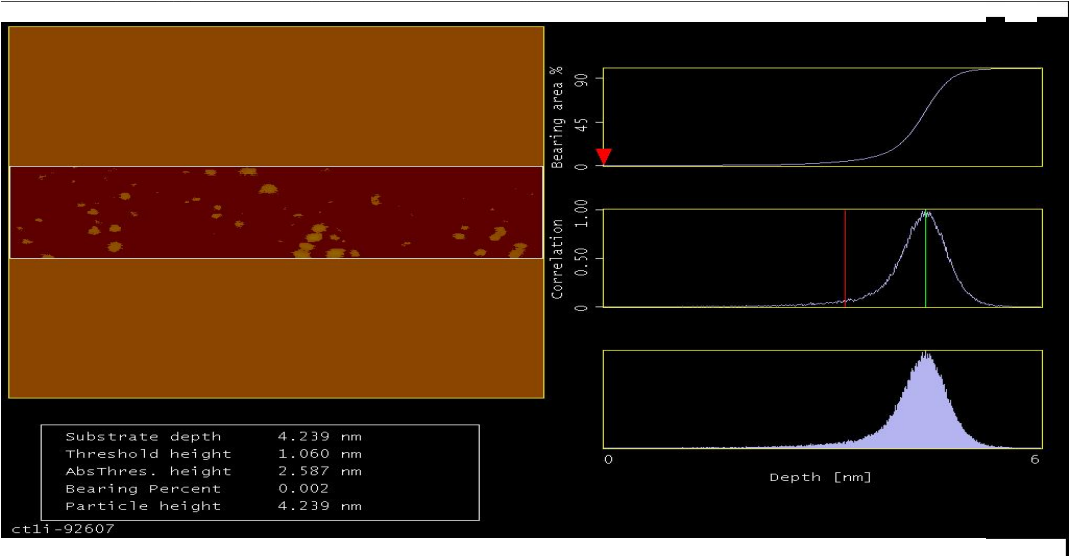 Bearing area %
90
45
0
Correlation
1.00
0.50
0
0 6
Depth [nm]
Substrate depth 4.239 nm
Threshold height 1.060 nm
AbsThres. height 2.587 nm
Bearing Percent 0.002
Particle height 4.239 nm
ct1i-92607